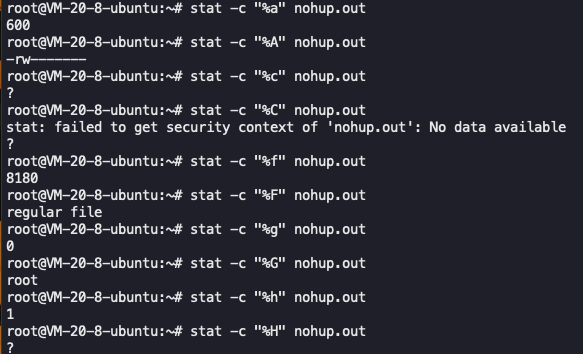 root@VM-20-8-ubuntu:~# stat -c "%a" nohup.out
600
root@VM-20-8-ubuntu:~# stat -c "%A" nohup.out
-rw-------
root@VM-20-8-ubuntu:~# stat -c "%c" nohup.out
?
root@VM-20-8-ubuntu:~# stat -c "%C" nohup.out
stat: failed to get security context of 'nohup.out': No data available
?
root@VM-20-8-ubuntu:~# stat -c "%f" nohup.out
8180
root@VM-20-8-ubuntu:~# stat -c "%F" nohup.out
regular file
root@VM-20-8-ubuntu:~# stat -c "%g" nohup.out
0
root@VM-20-8-ubuntu:~# stat -c "%G" nohup.out
root
root@VM-20-8-ubuntu:~# stat -c "%h" nohup.out
1
root@VM-20-8-ubuntu:~# stat -c "%H" nohup.out
?